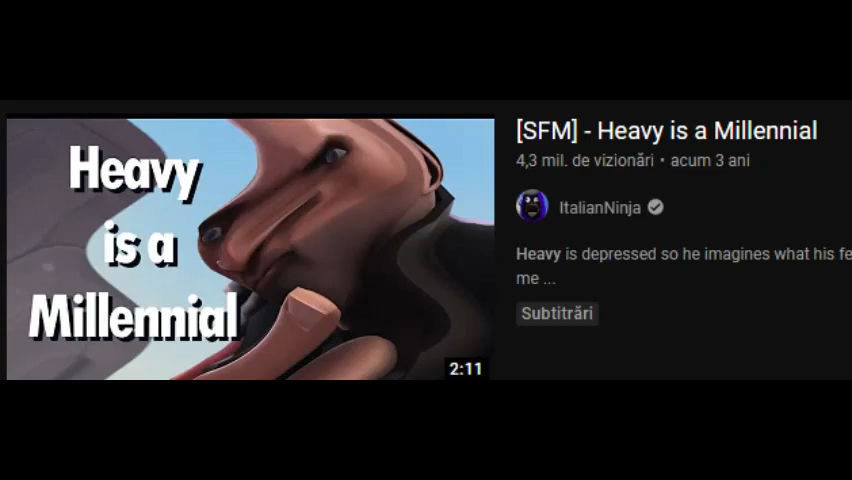 Heavy
is a
Millennial
2:11
[SFM] - Heavy is a Millennial
4,3 mil. de vizionări • acum 3 ani
ItalianNinja
Heavy is depressed so he imagines what his fe
me ...
Subtitrări